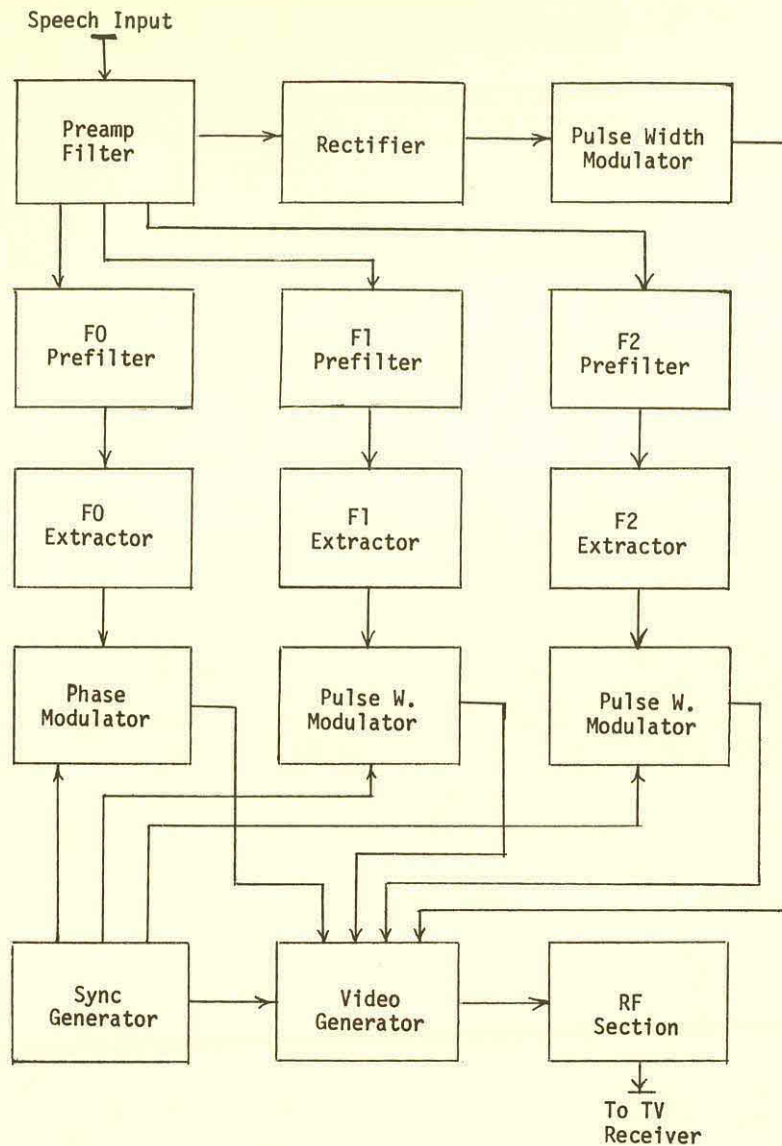 Speech Input
Preamp
Filter
Rectifier
Pulse Width
Modulator
F0
Prefilter
F1
Prefilter
F2
Prefilter
F0
Extractor
F1
Extractor
F2
Extractor
Phase
Modulator
Pulse W.
Modulator
Pulse W.
Modulator
Sync
Generator
Video
Generator
RF
Section
To TV
Receiver